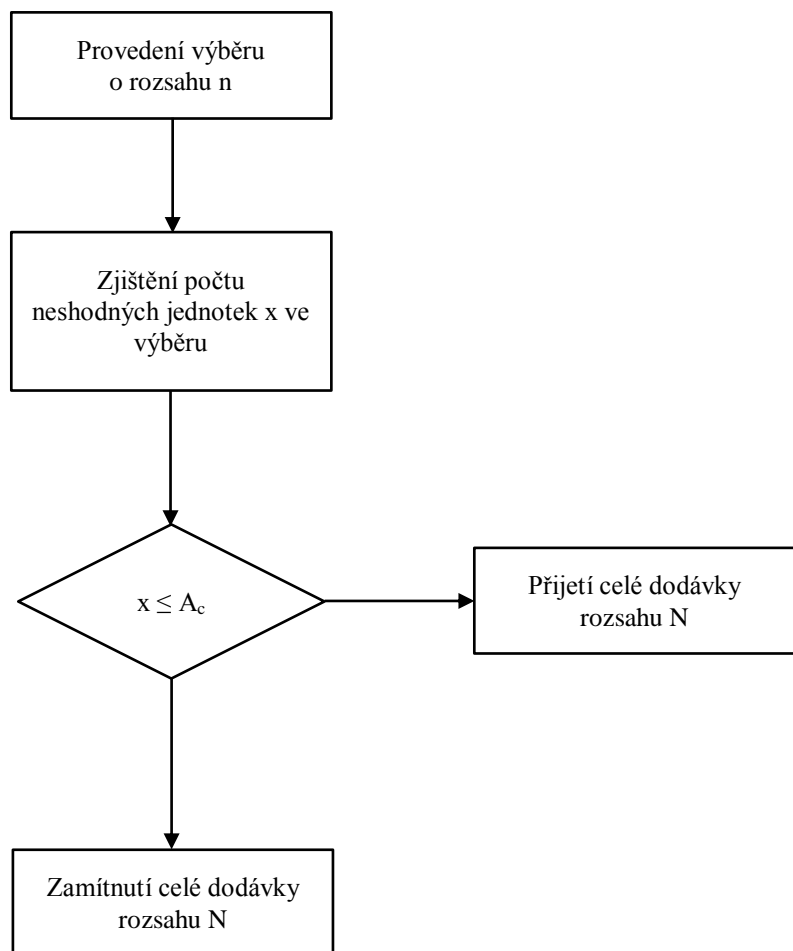 Provedení výběru
o rozsahu n
Zjištění počtu
neshodných jednotek x ve
výběru
x ≤ Ac
Přijetí celé dodávky
rozsahu N
Zamítnutí celé dodávky
rozsahu N